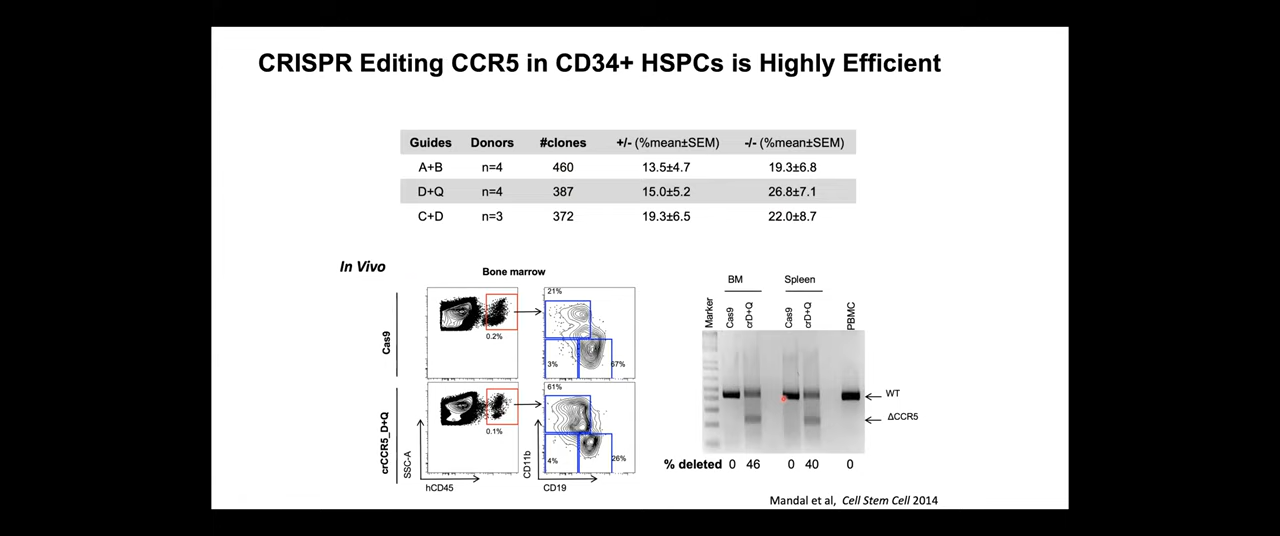 CRISPR Editing CCR5 in CD34+ HSPCs is Highly Efficient
Guides Donors #clones +/- (%mean±SEM) -/- (%mean±SEM)
A+B n=4 460 13.5±4.7 19.3±6.8
D+Q n=4 387 15.0±5.2 26.8±7.1
C+D n=3 372 19.3±6.5 22.0±8.7
In Vivo
Bone marrow
Cas9
0.2%
21%
3%
67%
crCCR5_D+Q
SSC-A
0.1%
hCD45
61%
4%
26%
CD11b
CD19
BM Spleen
Marker Cas9 crD+Q Cas9 crD+Q PBMC
WT
ΔCCR5
% deleted 0 46 0 40 0
Mandal et al, Cell Stem Cell 2014